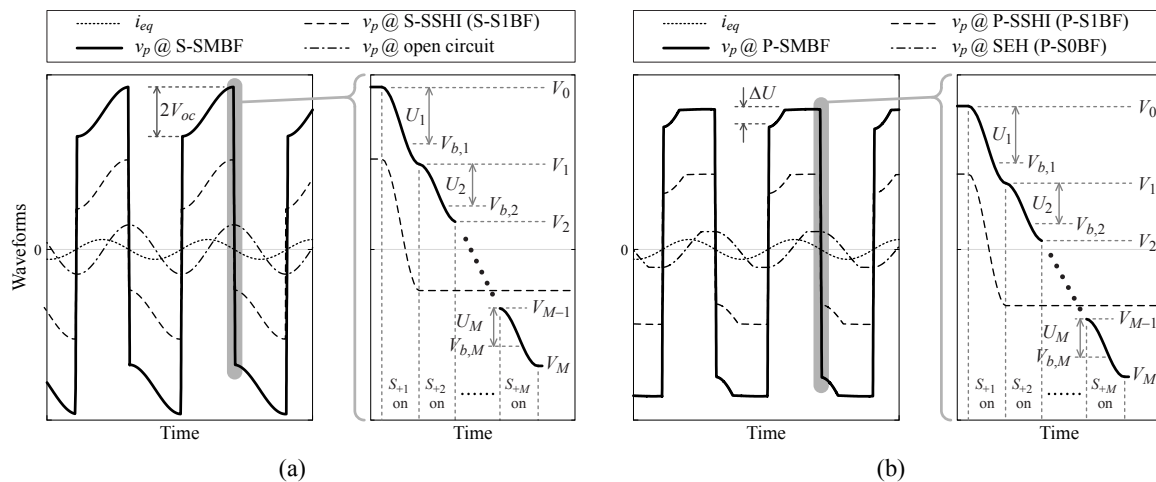 i_eq
v_p @ S-SSHI (S-S1BF)
v_p @ S-SMBF
v_p @ open circuit
Waveforms
0
2V_oc
V_0
U_1
V_b,1
V_1
U_2
V_b,2
V_2
V_M−1
U_M
V_b,M
V_M
S_+1 on
S_+2 on
S_+M on
Time
Time
(a)
i_eq
v_p @ P-SSHI (P-S1BF)
v_p @ P-SMBF
v_p @ SEH (P-S0BF)
0
ΔU
V_0
U_1
V_b,1
V_1
U_2
V_b,2
V_2
V_M−1
U_M
V_b,M
V_M
S_+1 on
S_+2 on
S_+M on
Time
Time
(b)